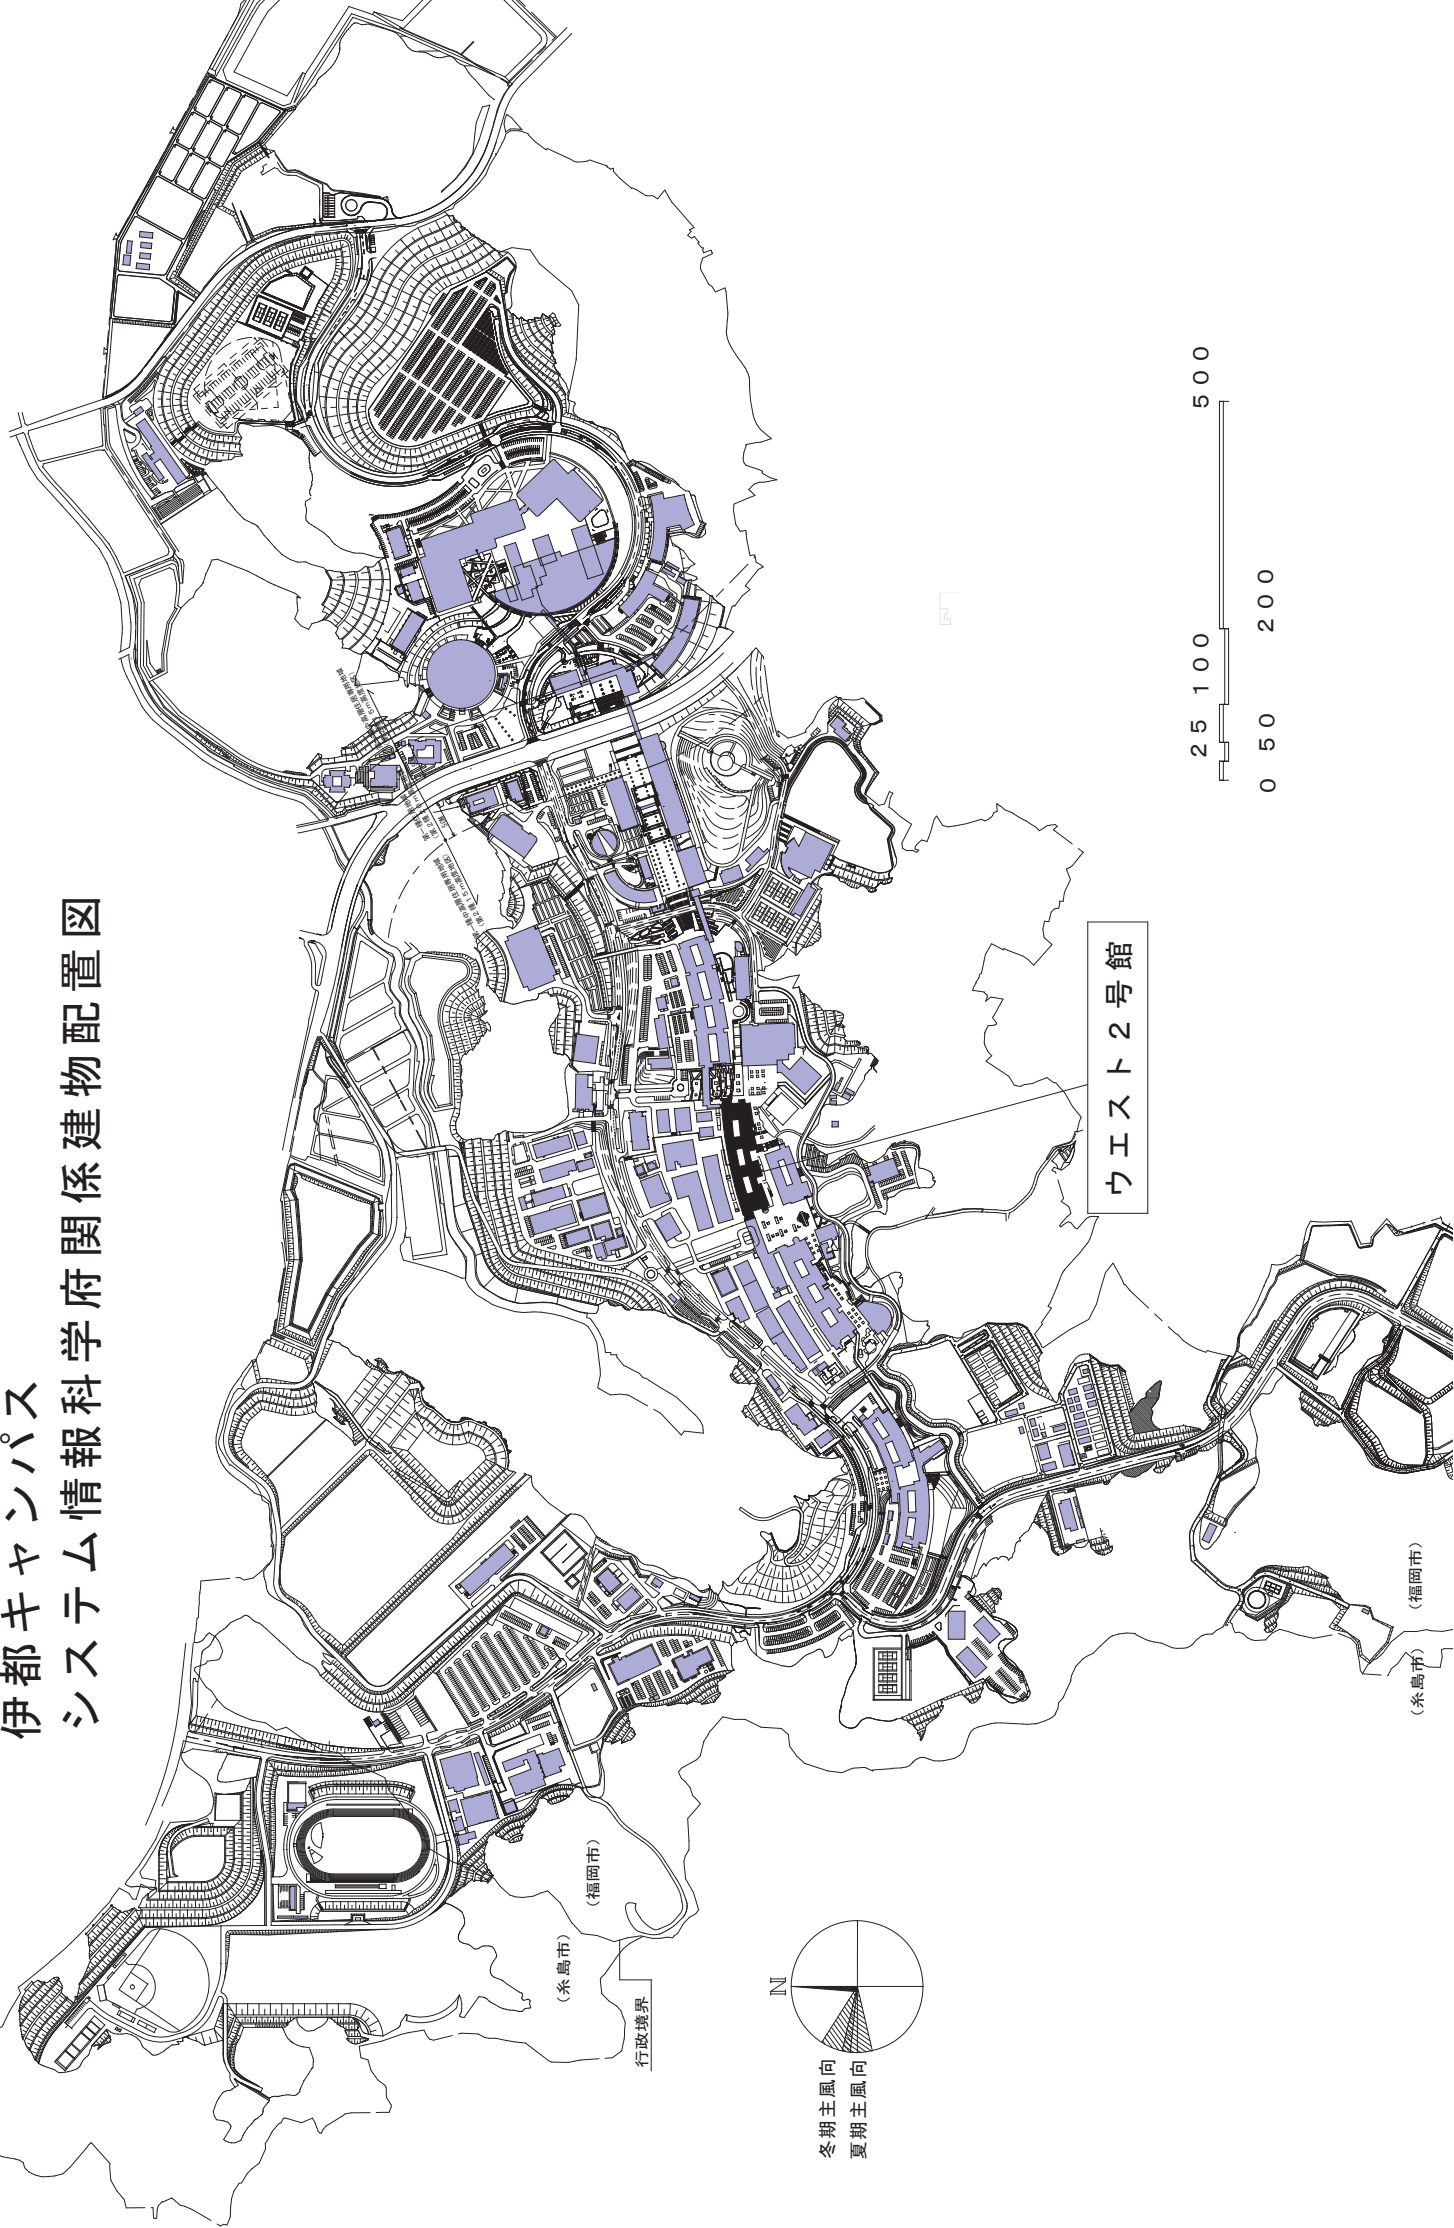 伊都キャンパス
システム情報科学府関係建物配置図
ウエスト２号館
25 100 500
0 50 200
N
冬期主風向
夏期主風向
行政境界
（糸島市）
（福岡市）
（糸島市）
（福岡市）